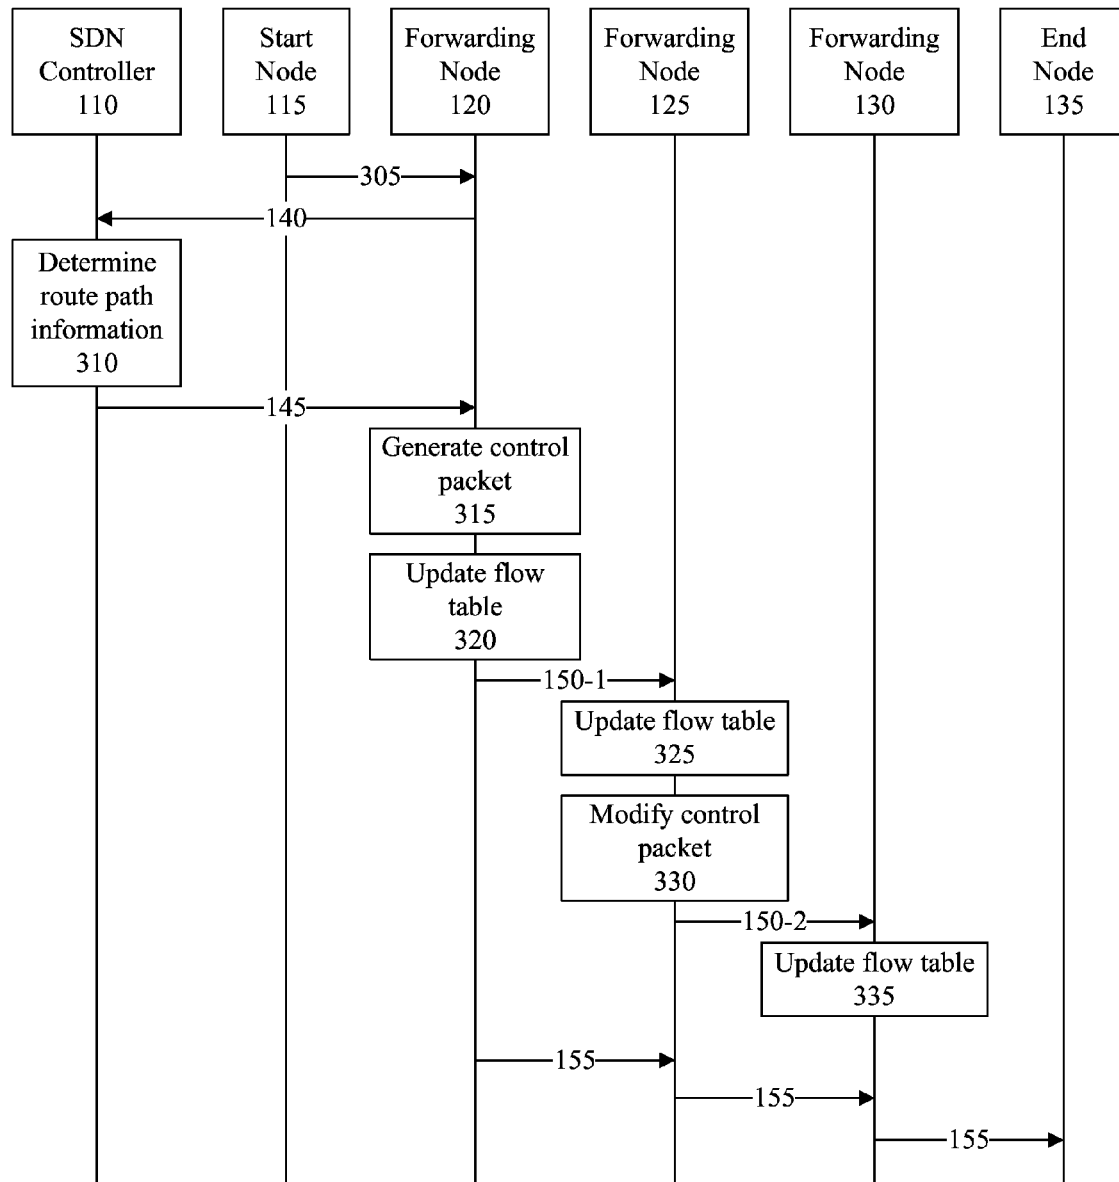 SDN
Controller
110
Start
Node
115
Forwarding
Node
120
Forwarding
Node
125
Forwarding
Node
130
End
Node
135
305
140
Determine
route path
information
310
145
Generate control
packet
315
Update flow
table
320
150-1
Update flow table
325
Modify control
packet
330
150-2
Update flow table
335
155
155
155